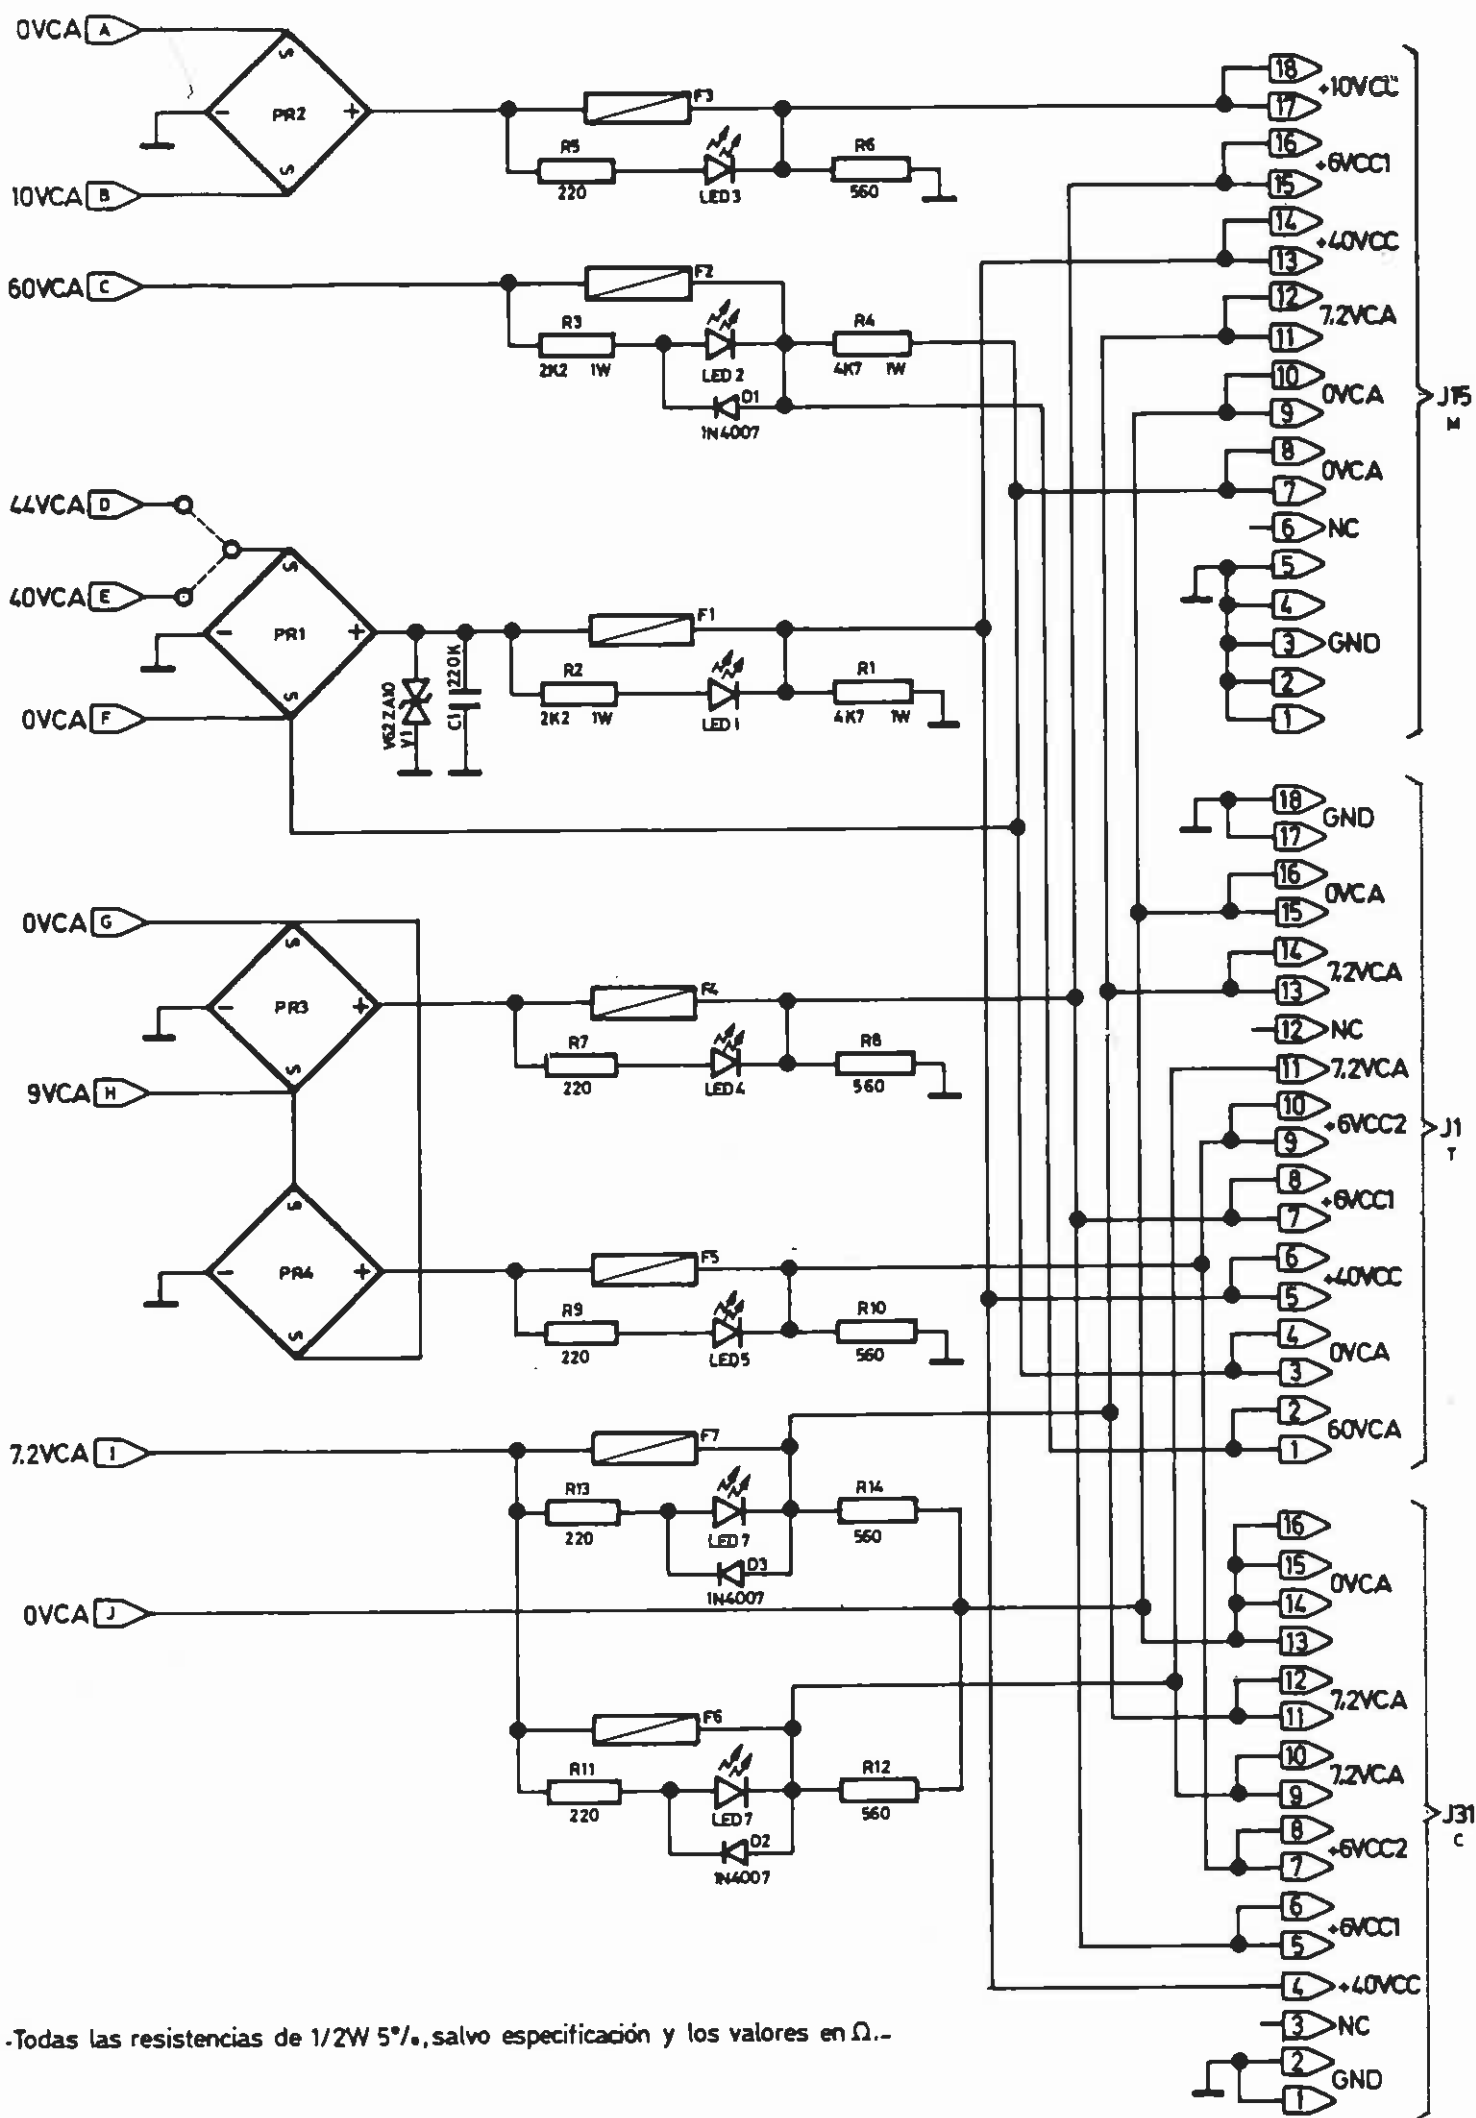 0VCA A
S
PR2
-
+
S
10VCA B
F3
R5
220
LED3
R6
560
60VCA C
F2
R3
2K2 1W
LED 2
R4
4K7 1W
D1
1N4007
44VCA D
40VCA E
S
PR1
-
+
S
0VCA F
V62ZA10
V1
220K
C1
F1
R2
2K2 1W
LED 1
R1
4K7 1W
0VCA G
S
PR3
-
+
S
9VCA H
F4
R7
220
LED4
R8
560
S
PR4
-
+
S
F5
R9
220
LED5
R10
560
7.2VCA I
F7
R13
220
LED 7
R14
560
D3
1N4007
0VCA J
F6
R11
220
LED 7
R12
560
D2
1N4007
18
+10VCC
17
16
+6VCC1
15
14
+40VCC
13
12
7.2VCA
11
10
0VCA
9
8
0VCA
7
6 NC
5
4
3 GND
2
1
J15
M
18
GND
17
16
0VCA
15
14
7.2VCA
13
12 NC
11 7.2VCA
10
+6VCC2
9
8
+6VCC1
7
6
+40VCC
5
4
0VCA
3
2
60VCA
1
J1
T
16
15
0VCA
14
13
12
7.2VCA
11
10
7.2VCA
9
8
+6VCC2
7
6
+6VCC1
5
4 +40VCC
3 NC
2
GND
1
J31
C
-Todas las resistencias de 1/2W 5%, salvo especificación y los valores en Ω.-